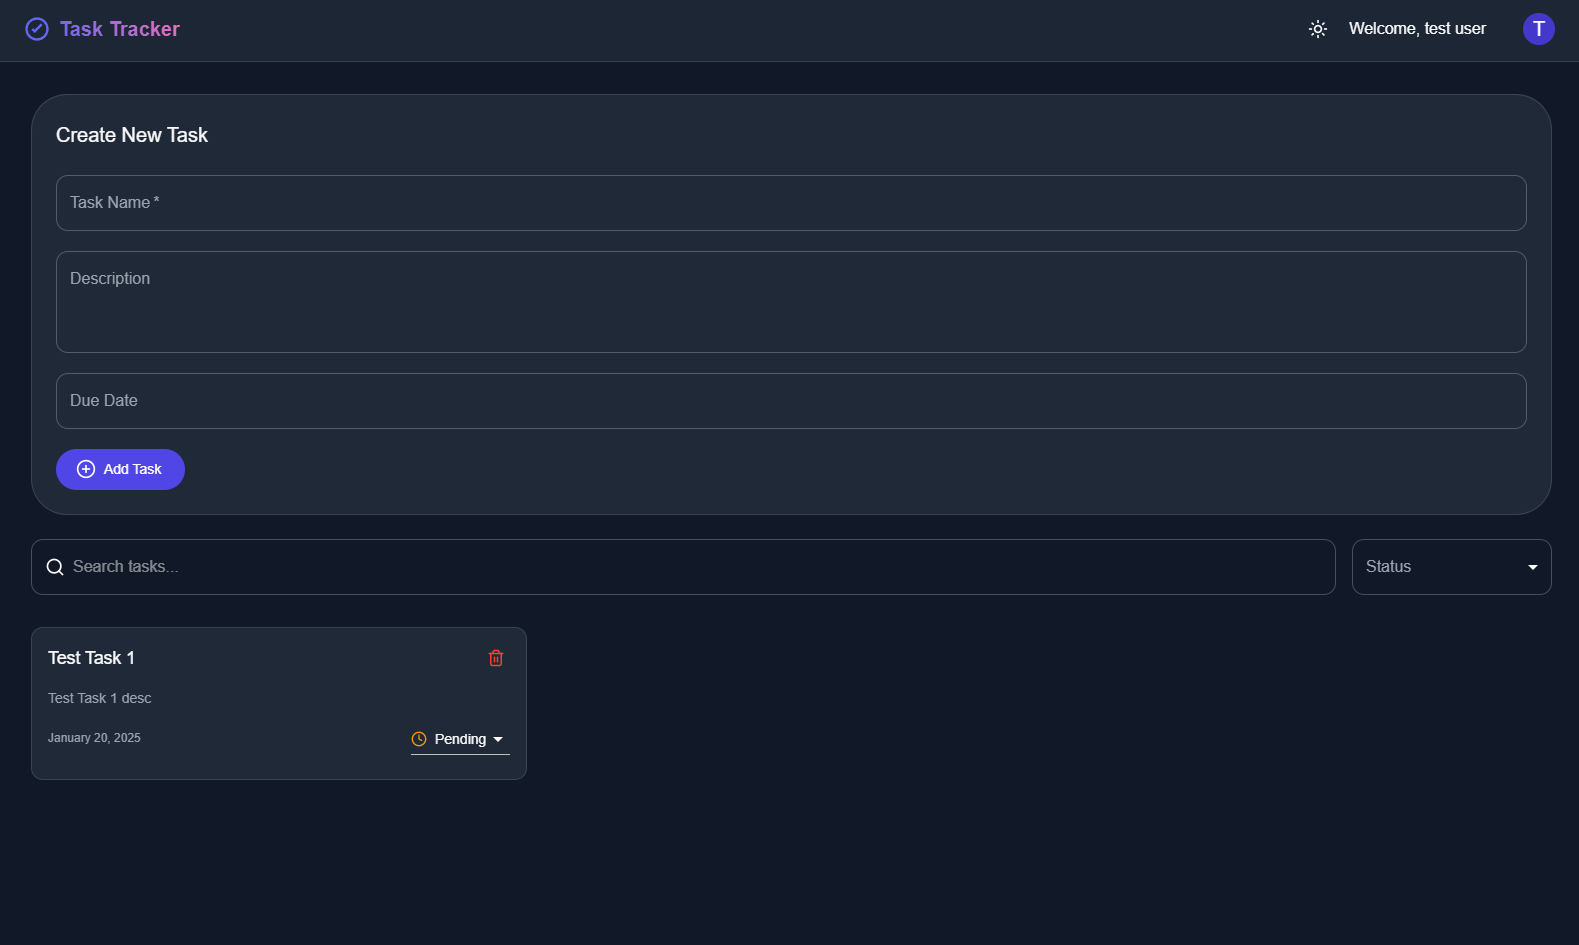 Task Tracker
Welcome, test user
T
Create New Task
Task Name *
Description
Due Date
Add Task
Search tasks...
Status
Test Task 1
Test Task 1 desc
January 20, 2025
Pending